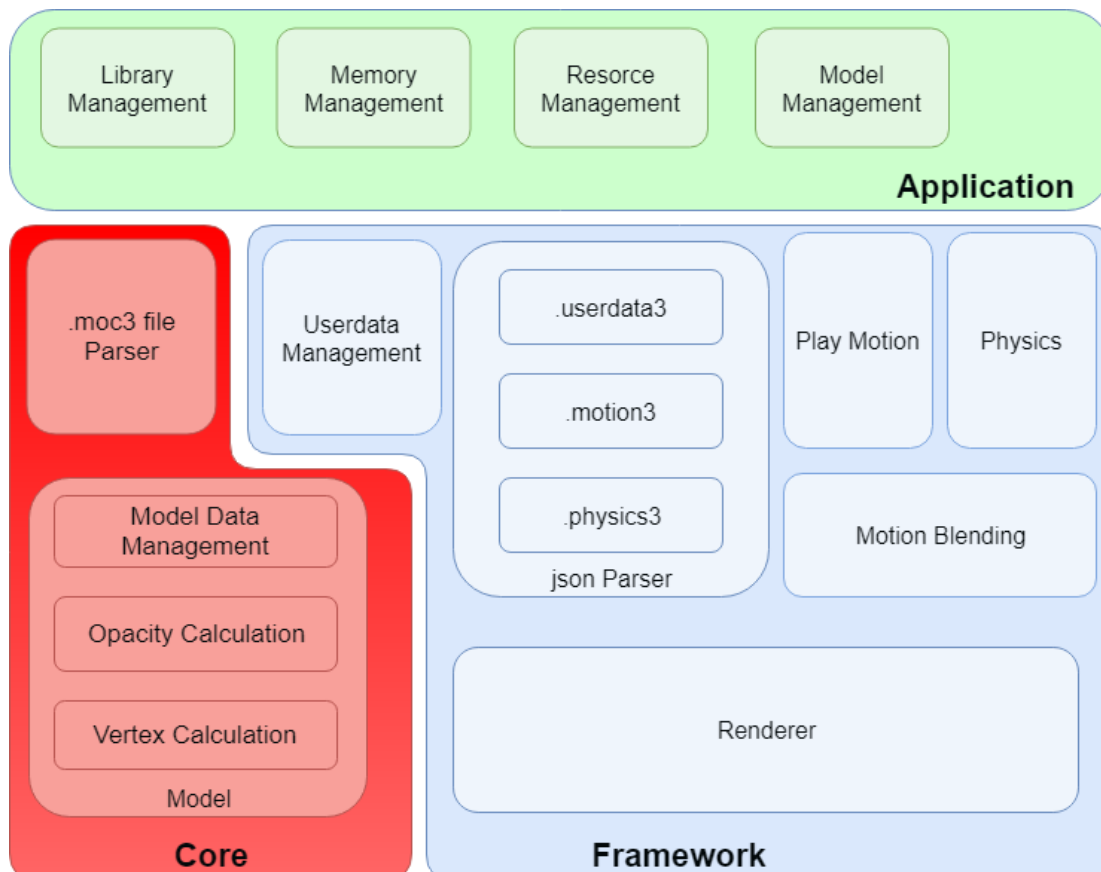 Library
Management
Memory
Management
Resorce
Management
Model
Management
Application
.moc3 file
Parser
Model Data
Management
Opacity Calculation
Vertex Calculation
Model
Core
Userdata
Management
.userdata3
.motion3
.physics3
json Parser
Play Motion
Physics
Motion Blending
Renderer
Framework